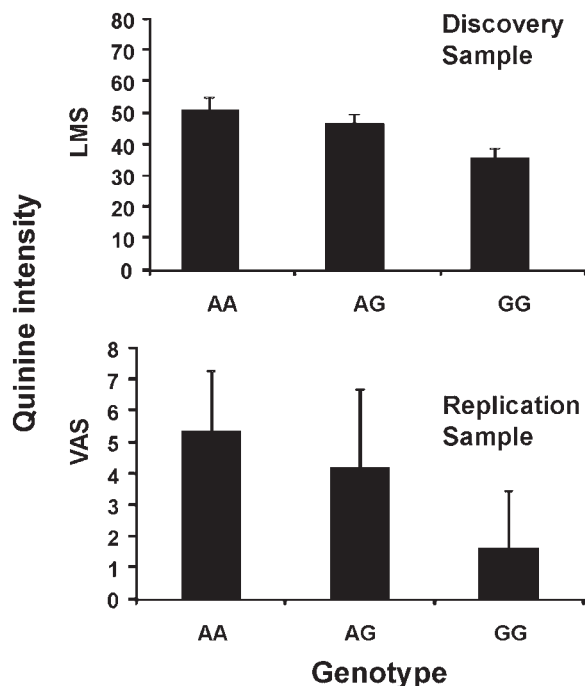 Quinine intensity
Discovery
Sample
LMS
80
70
60
50
40
30
20
10
0
AA AG GG
Replication
Sample
VAS
8
7
6
5
4
3
2
1
0
AA AG GG
Genotype